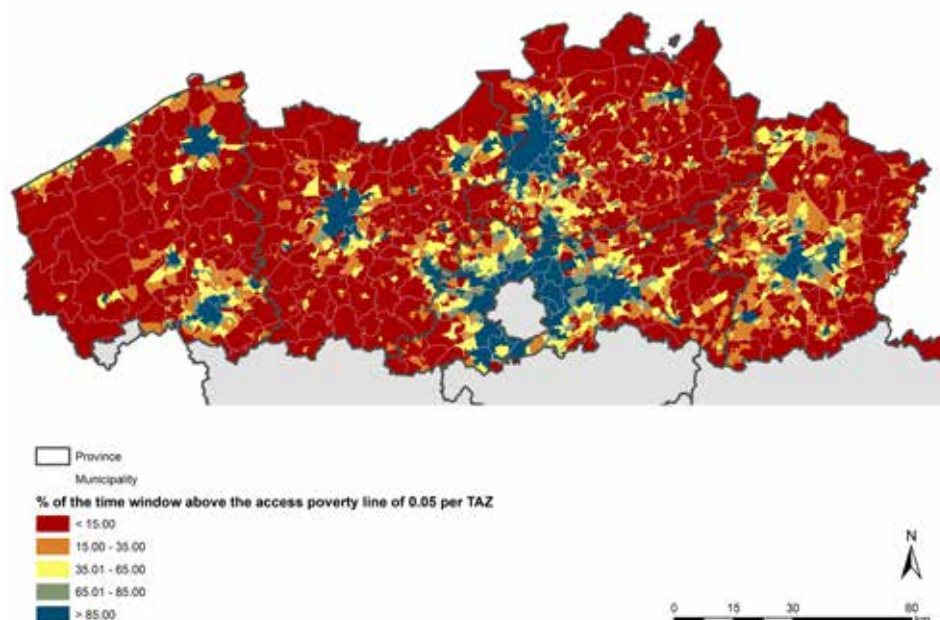 Province
Municipality
% of the time window above the access poverty line of 0.05 per TAZ
< 15.00
15.00 - 35.00
35.01 - 65.00
65.01 - 85.00
> 85.00
N
0 15 30 60